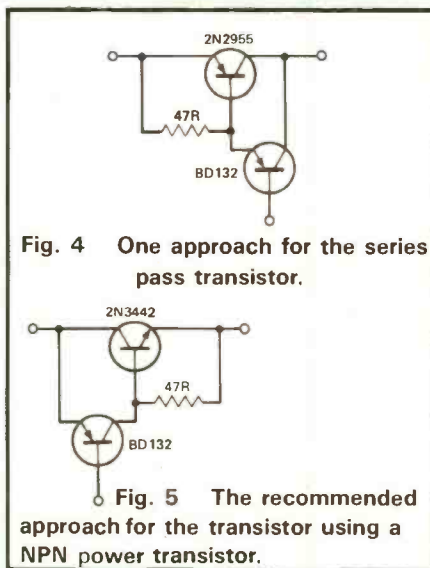 2N2955
47R
BD132
Fig. 4 One approach for the series
pass transistor.
2N3442
47R
BD132
Fig. 5 The recommended
approach for the transistor using a
NPN power transistor.